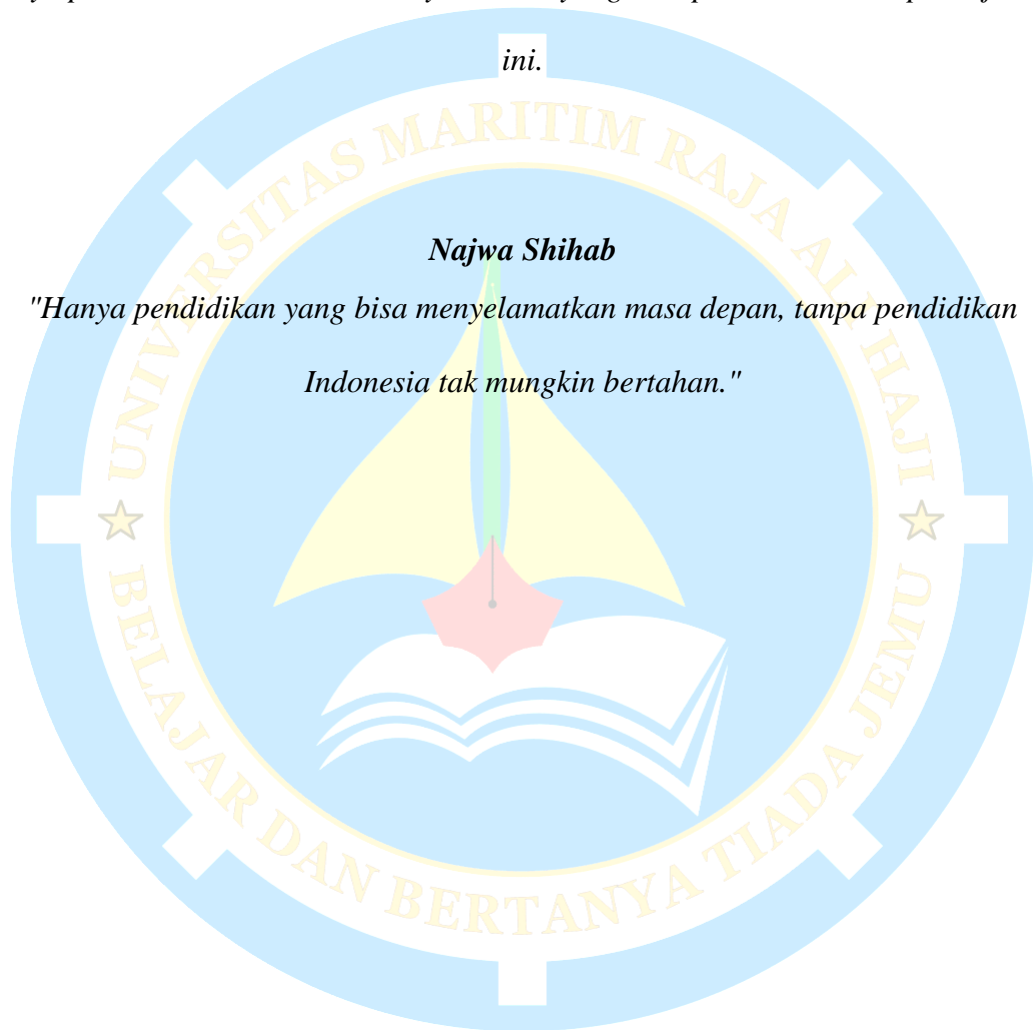 ini.
Najwa Shihab
"Hanya pendidikan yang bisa menyelamatkan masa depan, tanpa pendidikan
Indonesia tak mungkin bertahan."
UNIVERSITAS MARITIM RAJA ALI HAJI
BELAJAR DAN BERTANYA TIADA JEMU